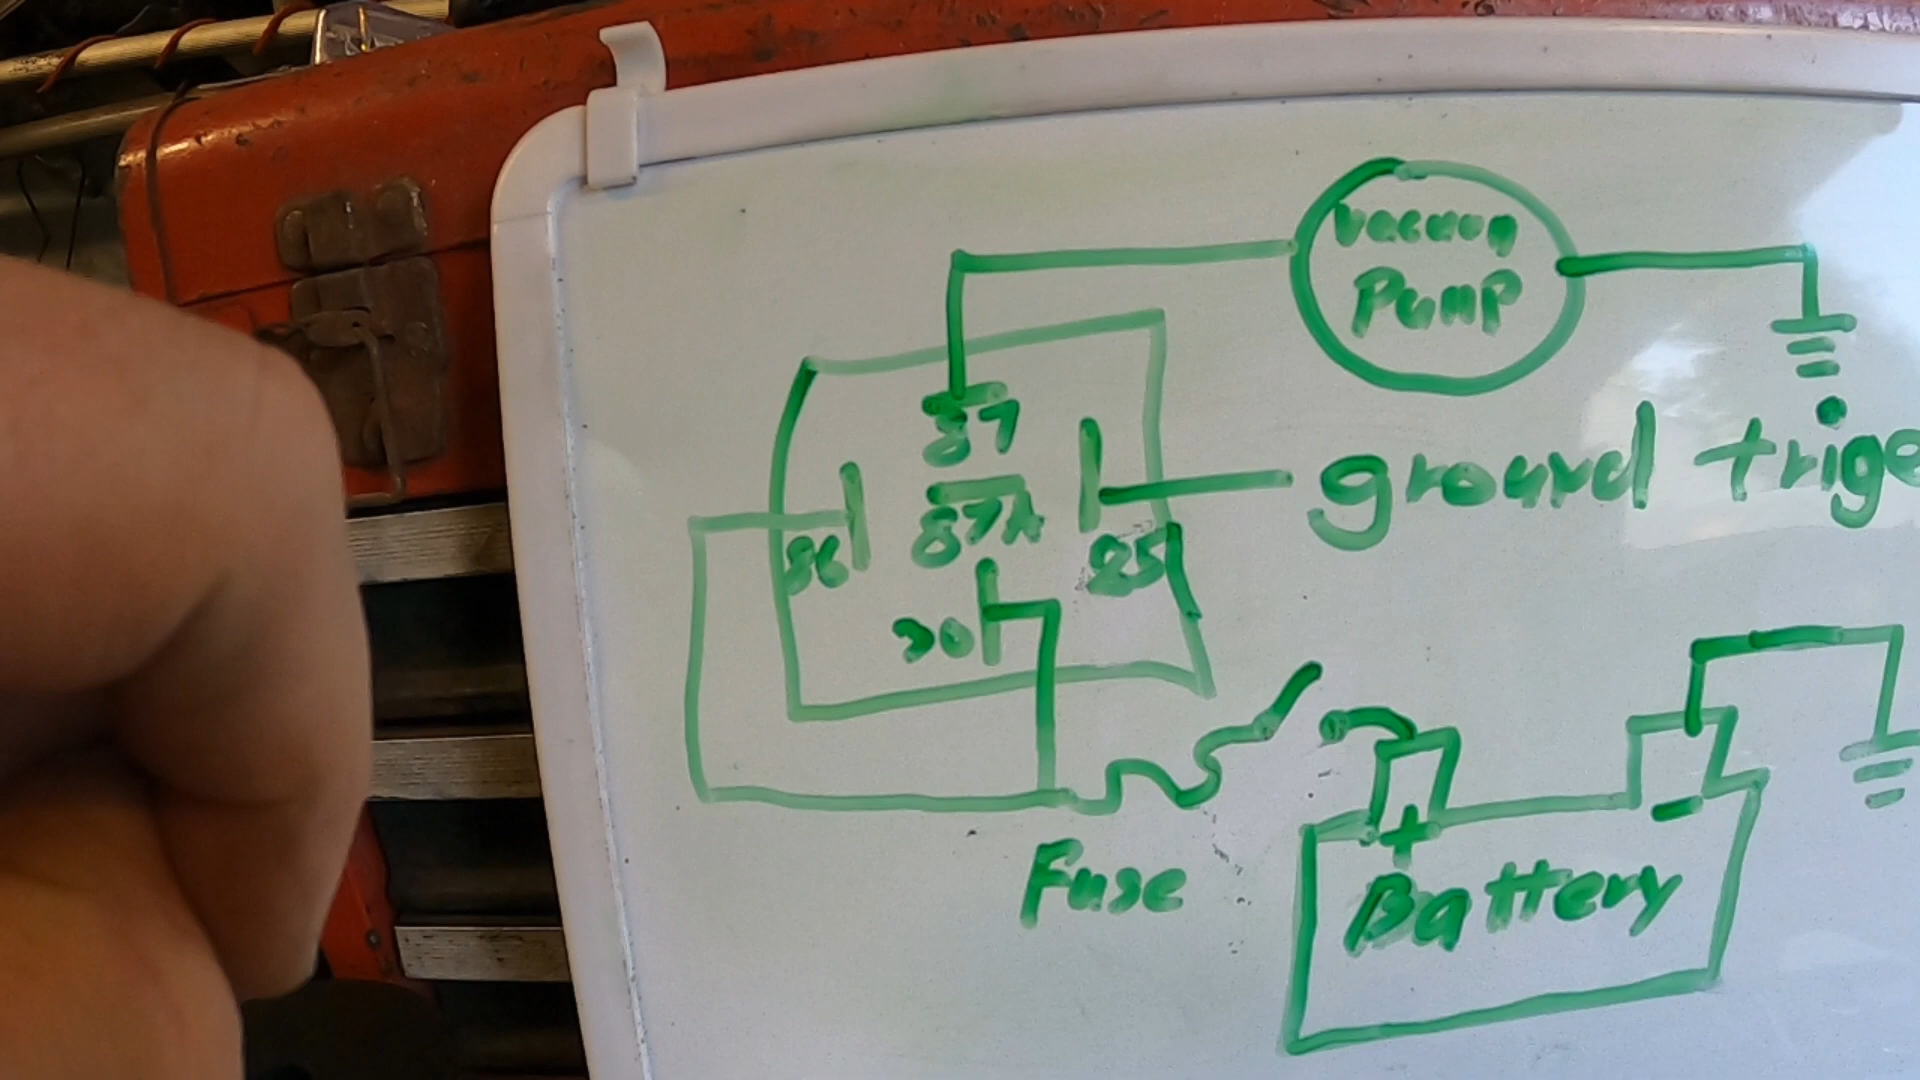 vacuum
Pump
87
87A
86
85
30
ground trige
Fuse
+
-
Battery